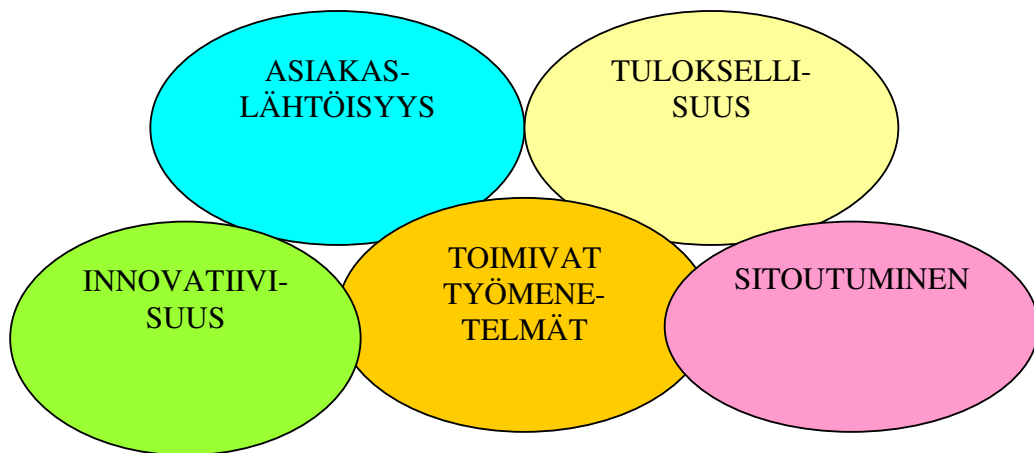 ASIAKAS-
LÄHTÖISYYS
TULOKSELLI-
SUUS
INNOVATIIVI-
SUUS
TOIMIVAT
TYÖMENE-
TELMÄT
SITOUTUMINEN